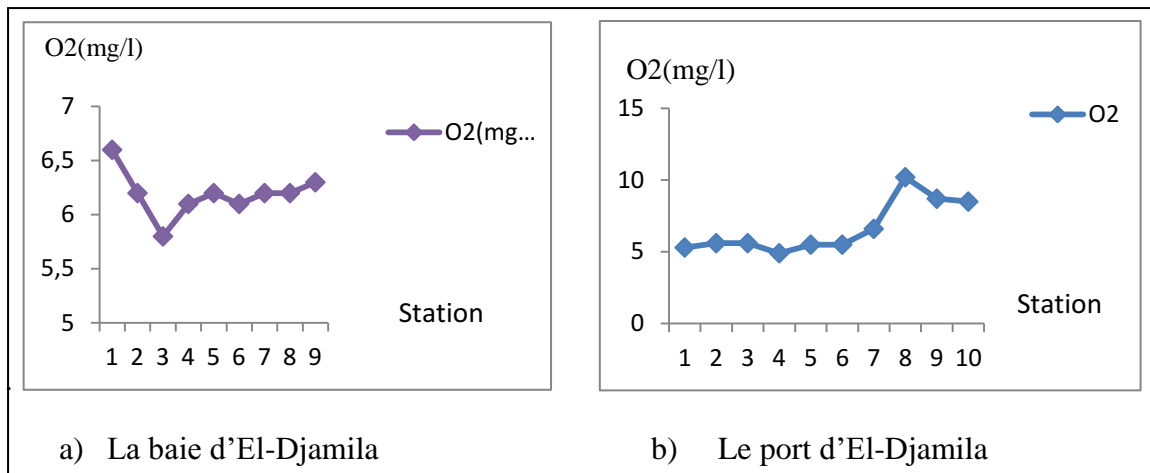 O2(mg/l)
7
6,5
6
5,5
5
1 2 3 4 5 6 7 8 9
Station
O2(mg...
a) La baie d’El-Djamila
O2(mg/l)
15
10
5
0
1 2 3 4 5 6 7 8 9 10
Station
O2
b) Le port d’El-Djamila